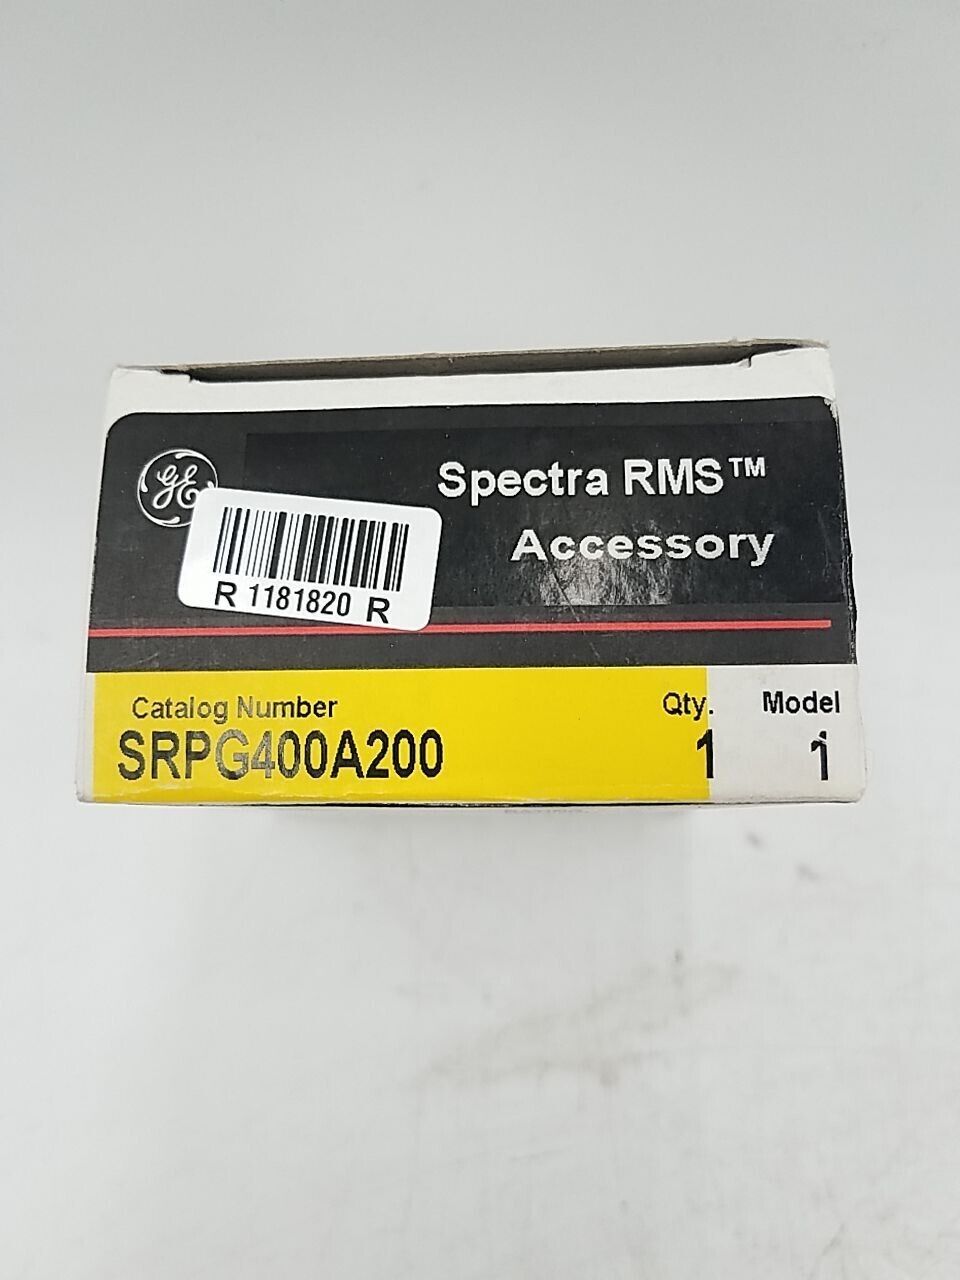 GE
Spectra RMS™
Accessory
R 1181820 R
Catalog Number Qty. Model
SRPG400A200 1 1